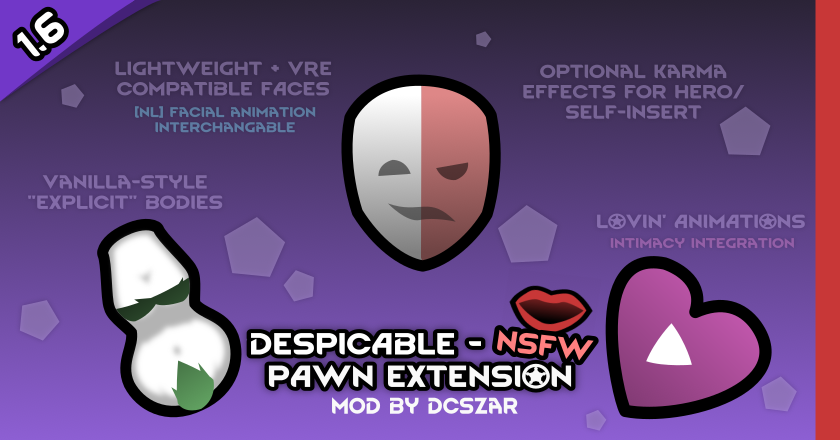 1.6
LIGHTWEIGHT + VRE
COMPATIBLE FACES
[NL] FACIAL ANIMATION
INTERCHANGABLE
OPTIONAL KARMA
EFFECTS FOR HERO/
SELF-INSERT
VANILLA-STYLE
"EXPLICIT" BODIES
LOVIN' ANIMATIONS
INTIMACY INTEGRATION
DESPICABLE - NSFW
PAWN EXTENSION
MOD BY DCSZAR